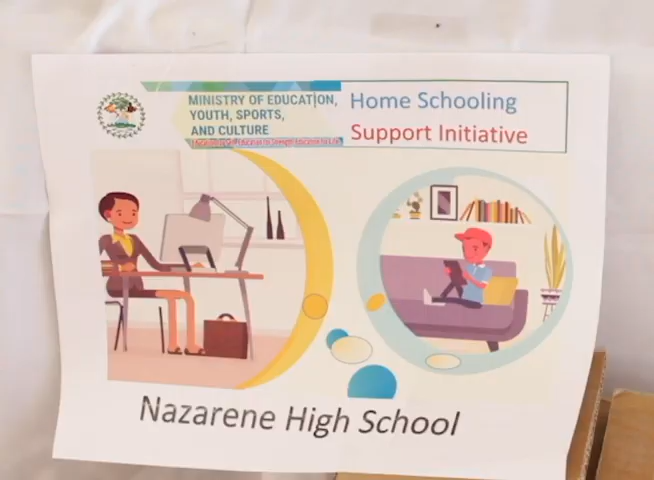 MINISTRY OF EDUCATION, Home Schooling
YOUTH, SPORTS,
AND CULTURE Support Initiative
Nazarene High School